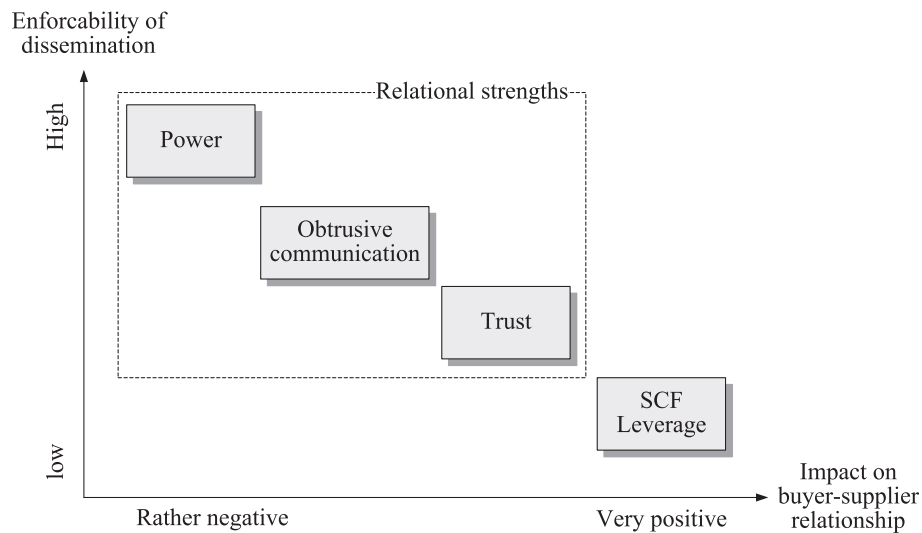 Enforcability of
dissemination
High
low
Relational strengths
Power
Obtrusive
communication
Trust
SCF
Leverage
Rather negative
Very positive
Impact on
buyer-supplier
relationship